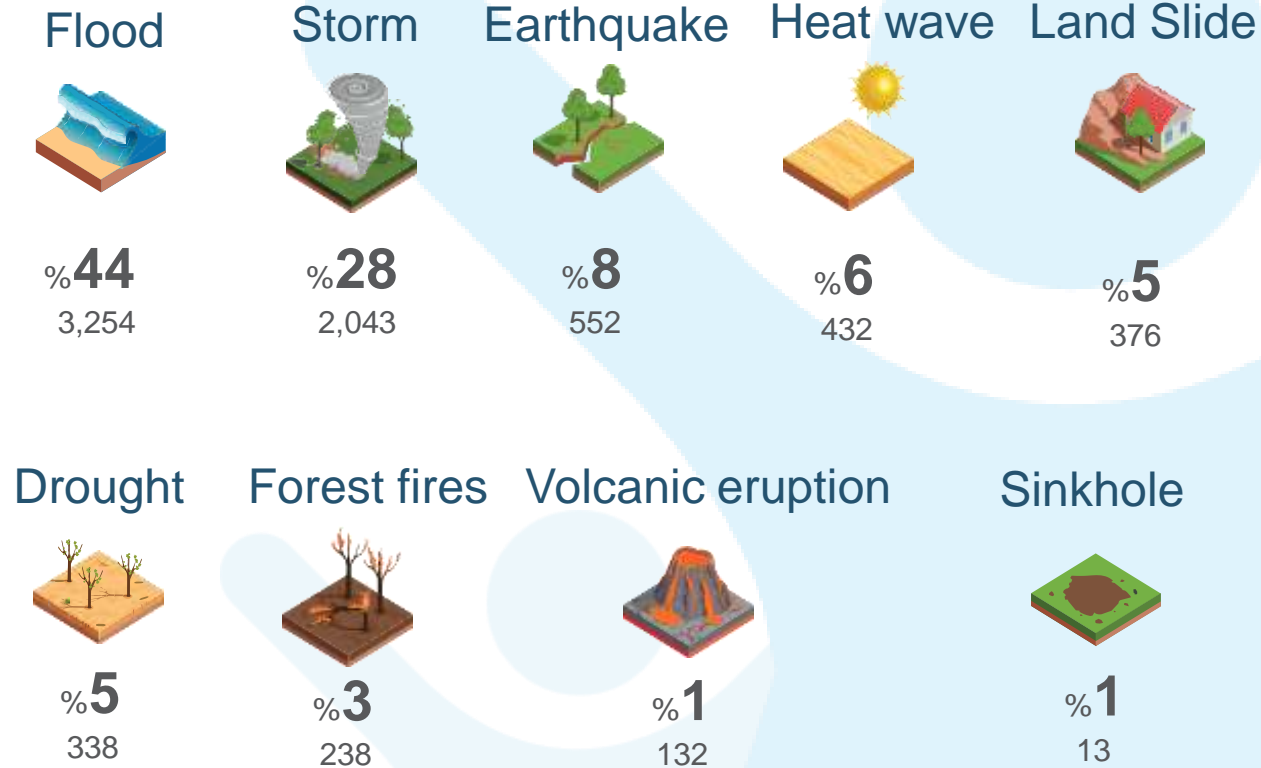 Flood
Storm
Earthquake
Heat wave
Land Slide
%44
3,254
%28
2,043
%8
552
%6
432
%5
376
Drought
Forest fires
Volcanic eruption
Sinkhole
%5
338
%3
238
%1
132
%1
13